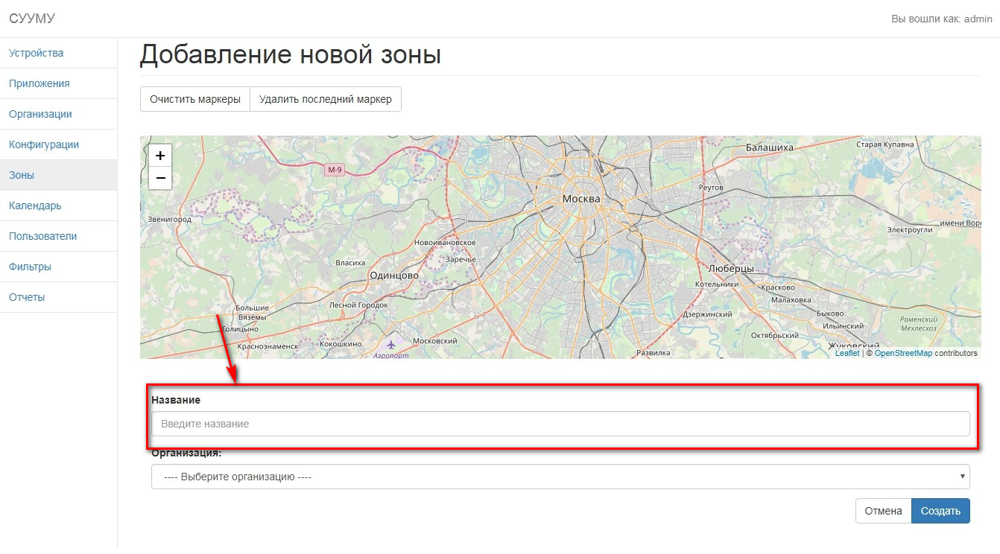 СУУМУ
Вы вошли как: admin
Устройства
Приложения
Организации
Конфигурации
Зоны
Календарь
Пользователи
Фильтры
Отчеты
Добавление новой зоны
Очистить маркеры
Удалить последний маркер
+
−
М-9
Балашиха
Старая Купавна
Москва
Реутов
Звенигород
имени Воро
Электроугли
Новоивановское
Заречье
Власиха
Одинцово
Люберцы
Котельники
Красково
Малаховка
Лесной Городок
Большие
Вязёмы
Голицыно
Дзержинский
Быково
Ильинский
Раменский
Мехлесхоз
Октябрьский
Краснознаменск
Кокошкино
Московский
Жуковский
Аэропорт
Развилка
Leaflet | © OpenStreetMap contributors
Название
Введите название
Организация:
---- Выберите организацию ----
Отмена
Создать